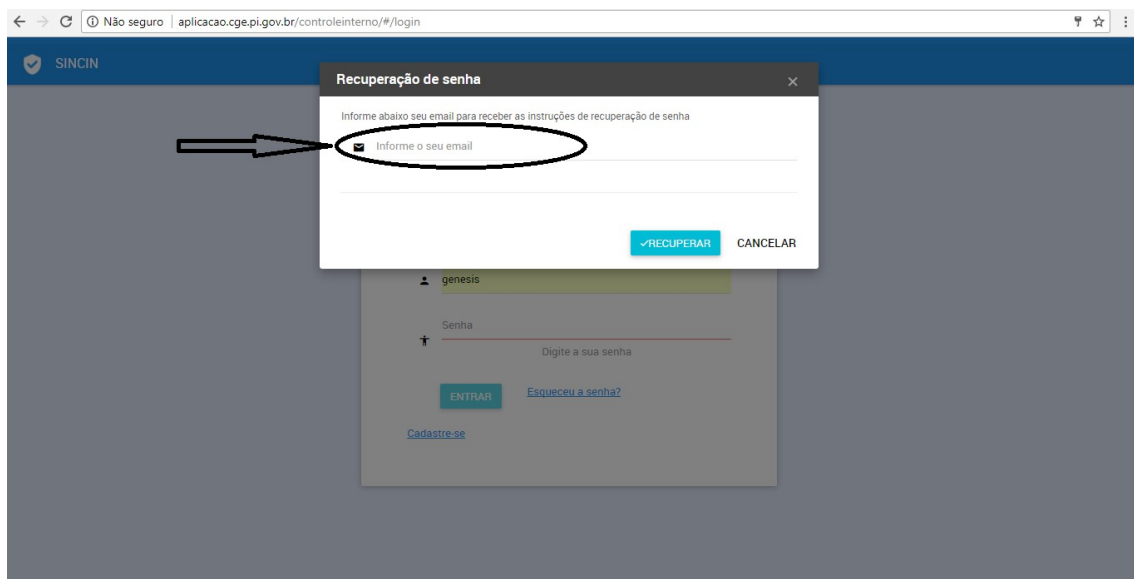 Não seguro | aplicacao.cge.pi.gov.br/controleinterno/#/login
SINCIN
Recuperação de senha
Informe abaixo seu email para receber as instruções de recuperação de senha
Informe o seu email
RECUPERAR CANCELAR
genesis
Senha
Digite a sua senha
ENTRAR Esqueceu a senha?
Cadastre-se